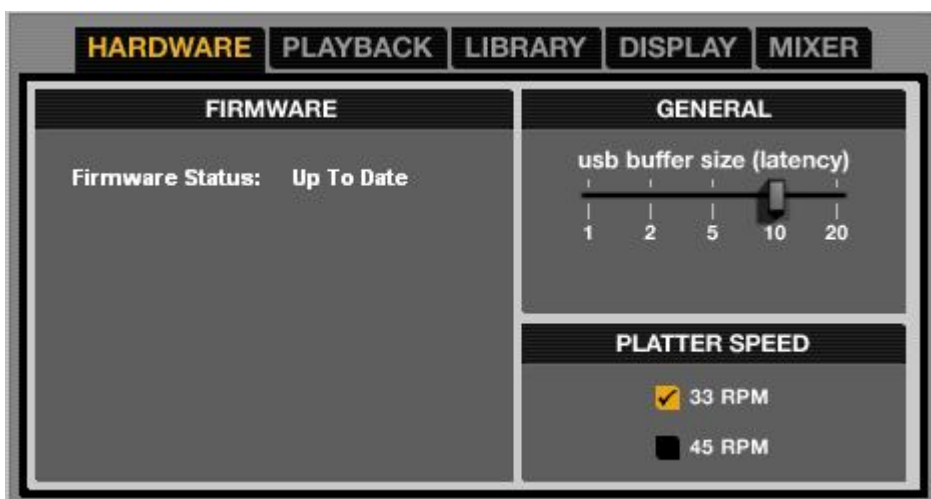 HARDWARE PLAYBACK LIBRARY DISPLAY MIXER
FIRMWARE
Firmware Status: Up To Date
GENERAL
usb buffer size (latency)
1 2 5 10 20
PLATTER SPEED
33 RPM
45 RPM